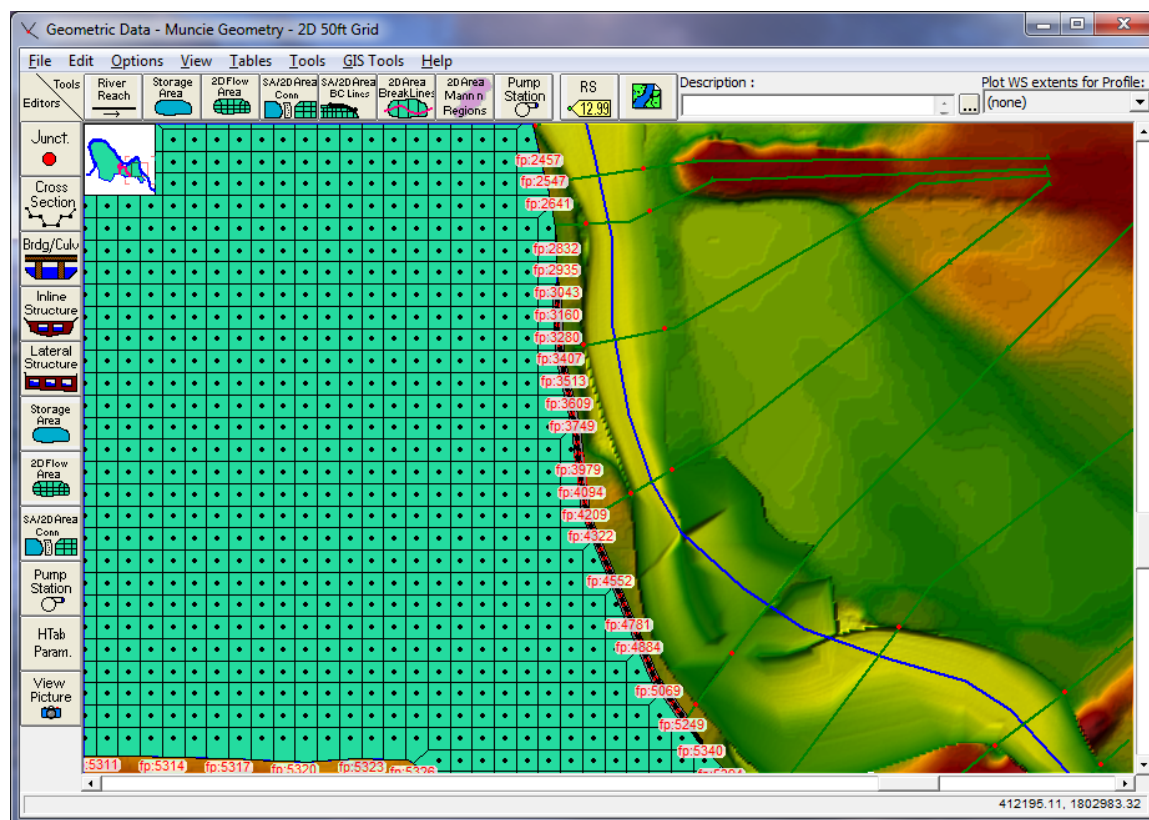 Geometric Data - Muncie Geometry - 2D 50ft Grid
File Edit Options View Tables Tools GIS Tools Help
Tools
Editors
River
Reach
Storage
Area
2D Flow
Area
SA/2D Area
Conn
SA/2D Area
BC Lines
2D Area
BreakLines
2D Area
Mann n
Regions
Pump
Station
RS
12.99
Description :
...
Plot WS extents for Profile:
(none)
Junct.
Cross
Section
Brdg/Culv
Inline
Structure
Lateral
Structure
Storage
Area
2D Flow
Area
SA/2D Area
Conn
Pump
Station
HTab
Param.
View
Picture
fp:2457
fp:2547
fp:2641
fp:2832
fp:2935
fp:3043
fp:3160
fp:3280
fp:3407
fp:3513
fp:3609
fp:3749
fp:3979
fp:4094
fp:4209
fp:4322
fp:4552
fp:4781
fp:4884
fp:5069
fp:5249
fp:5340
:5311 fp:5314 fp:5317 fp:5320 fp:5323 fp:5326
412195.11, 1802983.32